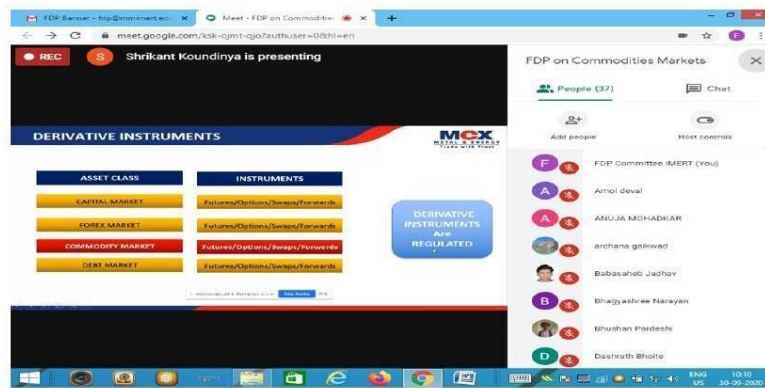 FDP Banner - fdp@mmimert.edu
Meet - FDP on Commodities
meet.google.com/ksk-ojmt-qjo?authuser=0&hl=en
REC
S
Shrikant Koundinya is presenting
FDP on Commodities Markets
People (37)
Chat
Add people
Host controls
DERIVATIVE INSTRUMENTS
MCX
METAL & ENERGY
Trade with Trust
ASSET CLASS
INSTRUMENTS
CAPITAL MARKET
Futures/Options/Swaps/Forwards
FOREX MARKET
Futures/Options/Swaps/Forwards
COMMODITY MARKET
Futures/Options/Swaps/Forwards
DEBT MARKET
Futures/Options/Swaps/Forwards
DERIVATIVE
INSTRUMENTS
Are
REGULATED
F
FDP Committee IMERT (You)
A
Amol deval
A
ANUJA MOHADKAR
archana gaikwad
Babasaheb Jadhav
B
Bhagyashree Narayan
Bhushan Pardeshi
D
Dashrath Bhoite
ENG
US
10:10
30-09-2020